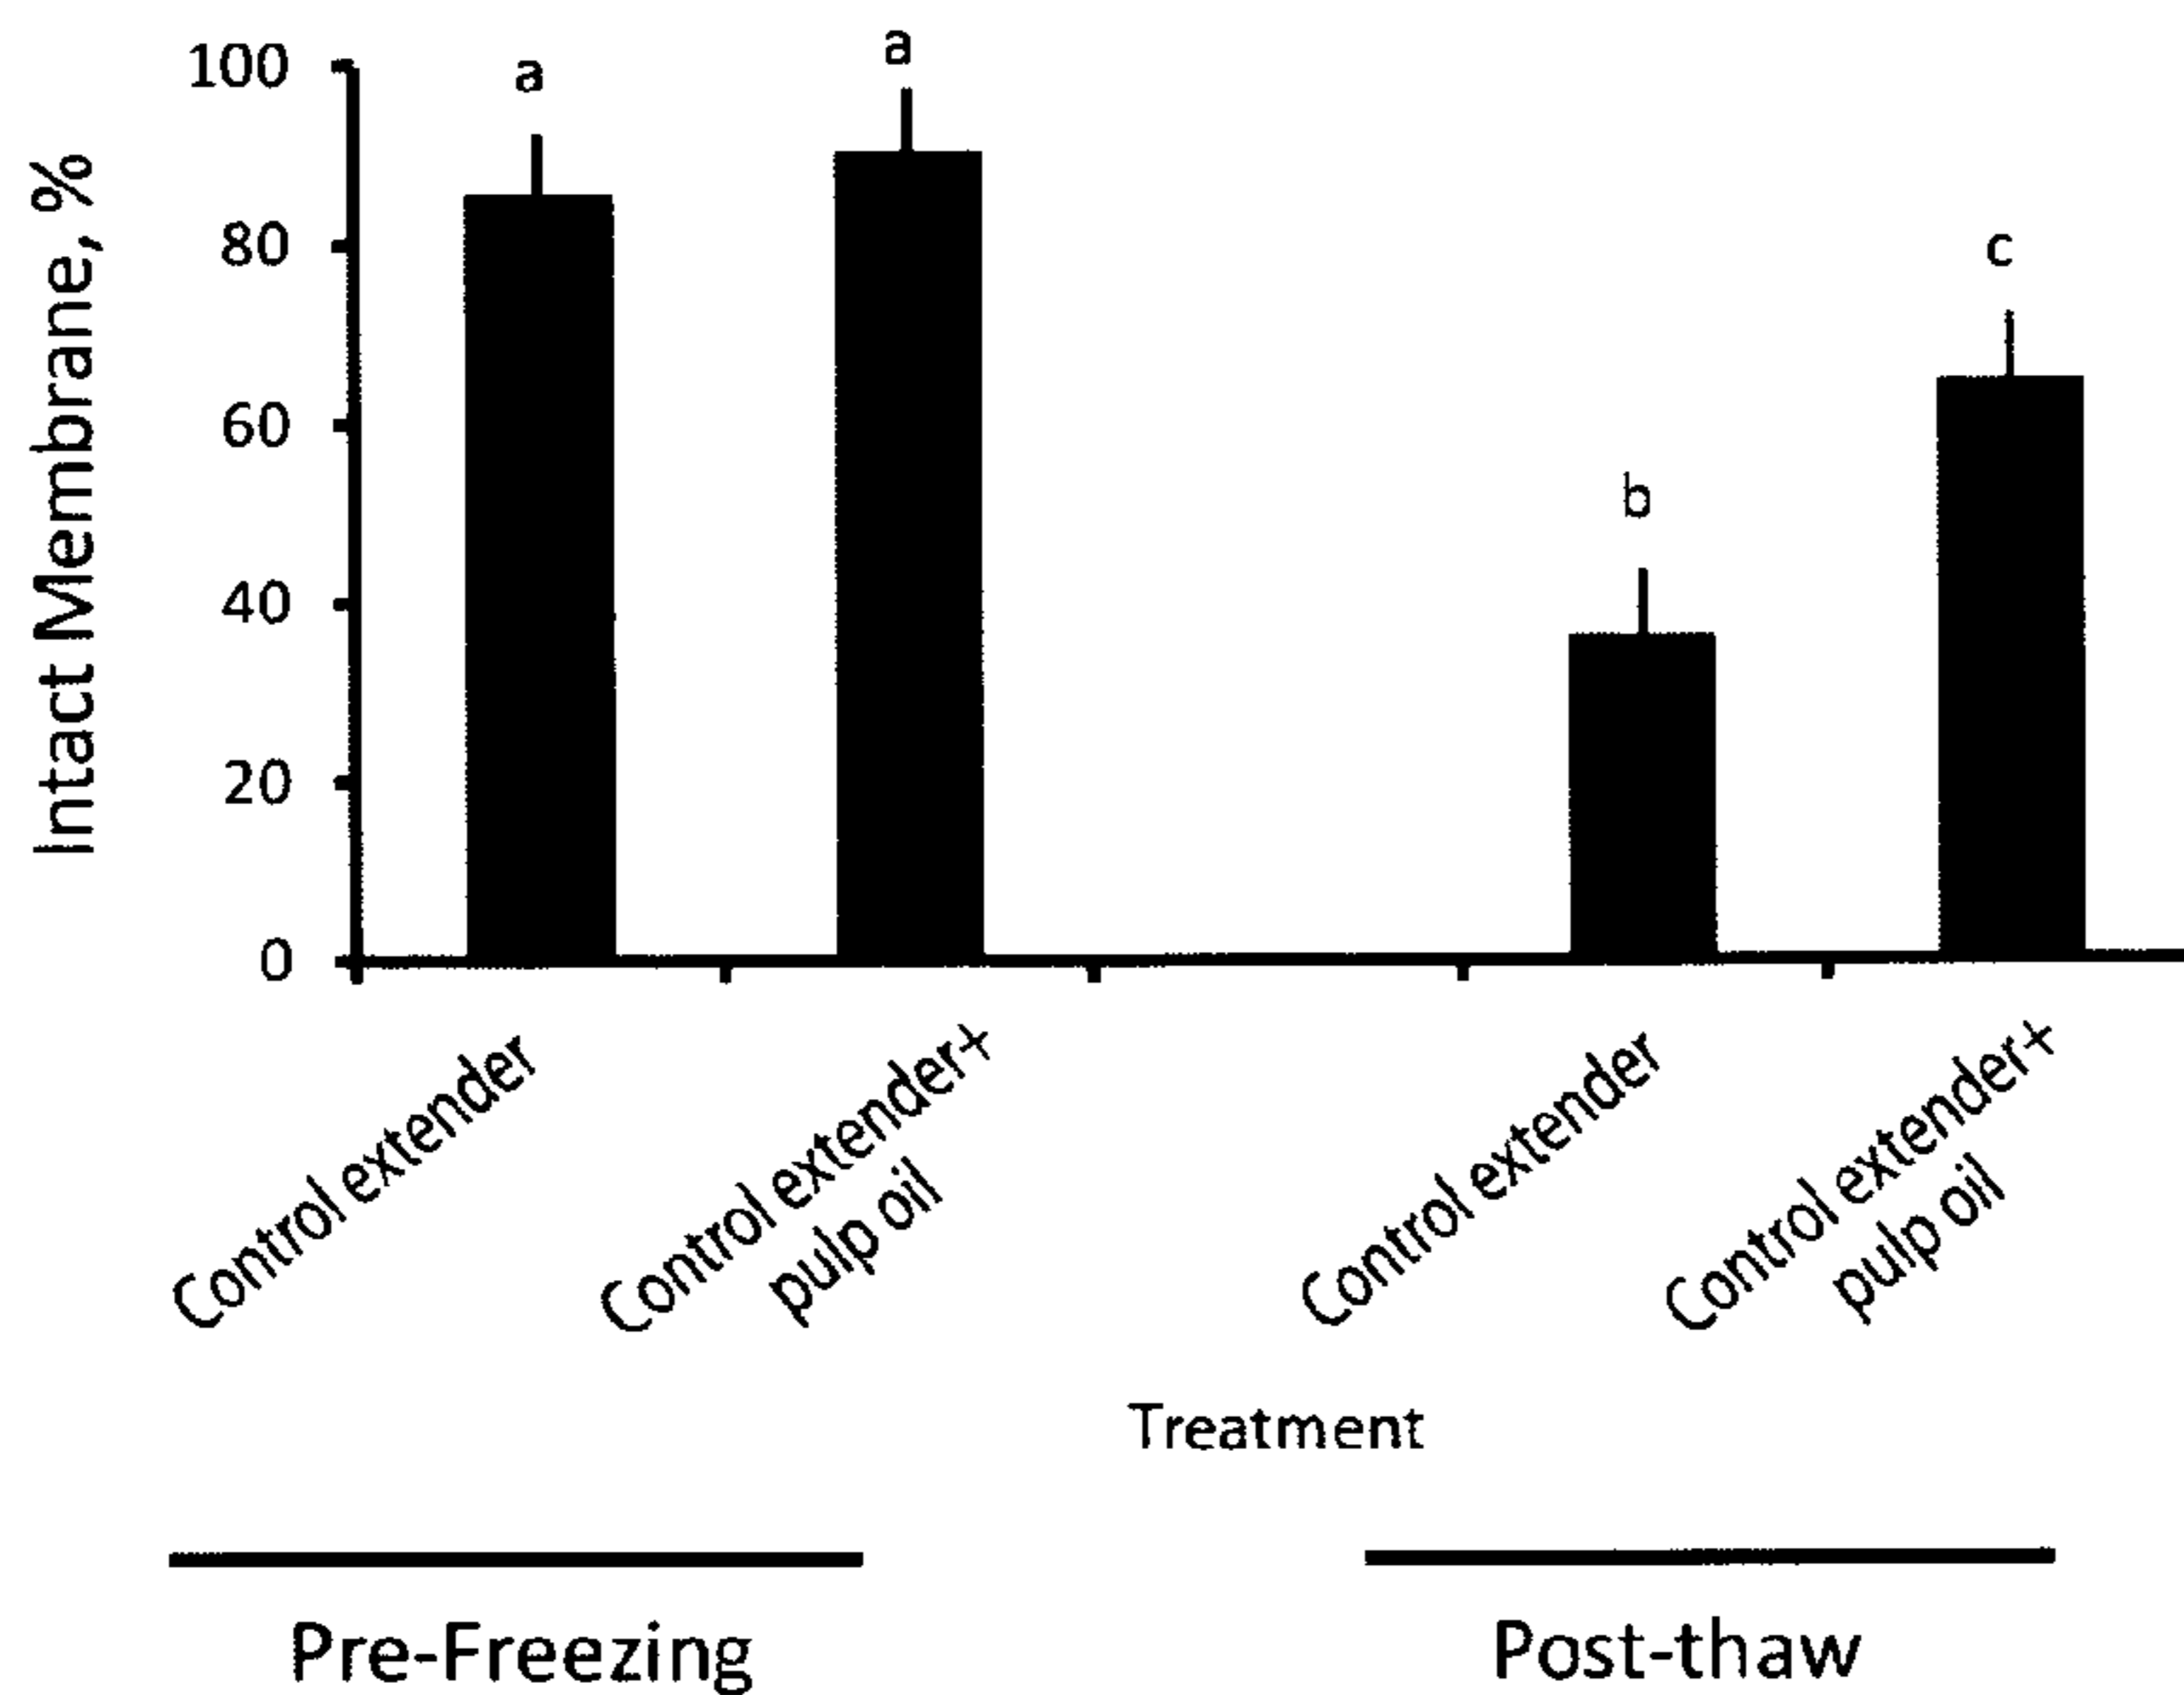 Intact Membrane, %
100
80
60
40
20
0
a
a
b
c
Control extender
Control extender+
pulp oil
Control extender
Control extender+
pulp oil
Treatment
Pre-Freezing
Post-thaw